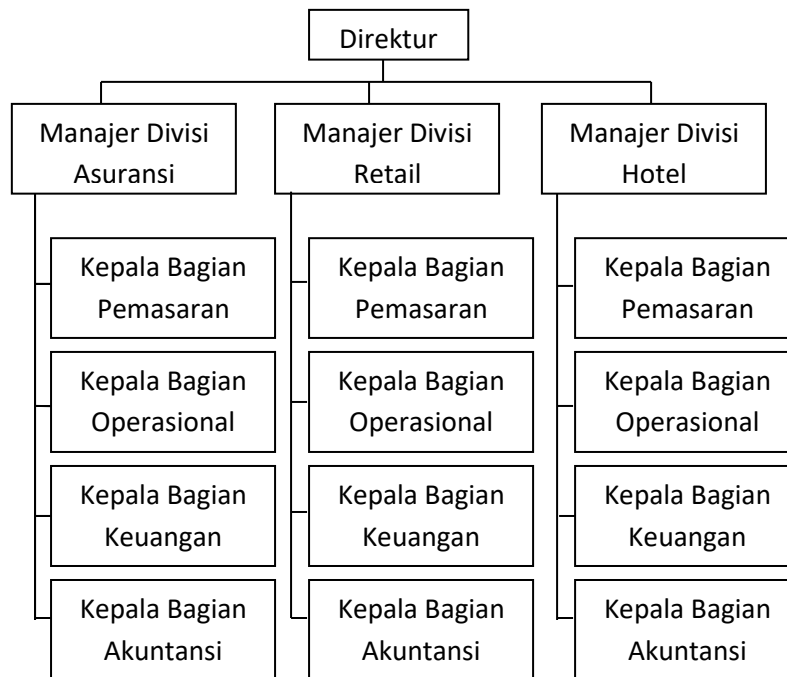 Direktur
Manajer Divisi
Asuransi
Manajer Divisi
Retail
Manajer Divisi
Hotel
Kepala Bagian
Pemasaran
Kepala Bagian
Pemasaran
Kepala Bagian
Pemasaran
Kepala Bagian
Operasional
Kepala Bagian
Operasional
Kepala Bagian
Operasional
Kepala Bagian
Keuangan
Kepala Bagian
Keuangan
Kepala Bagian
Keuangan
Kepala Bagian
Akuntansi
Kepala Bagian
Akuntansi
Kepala Bagian
Akuntansi